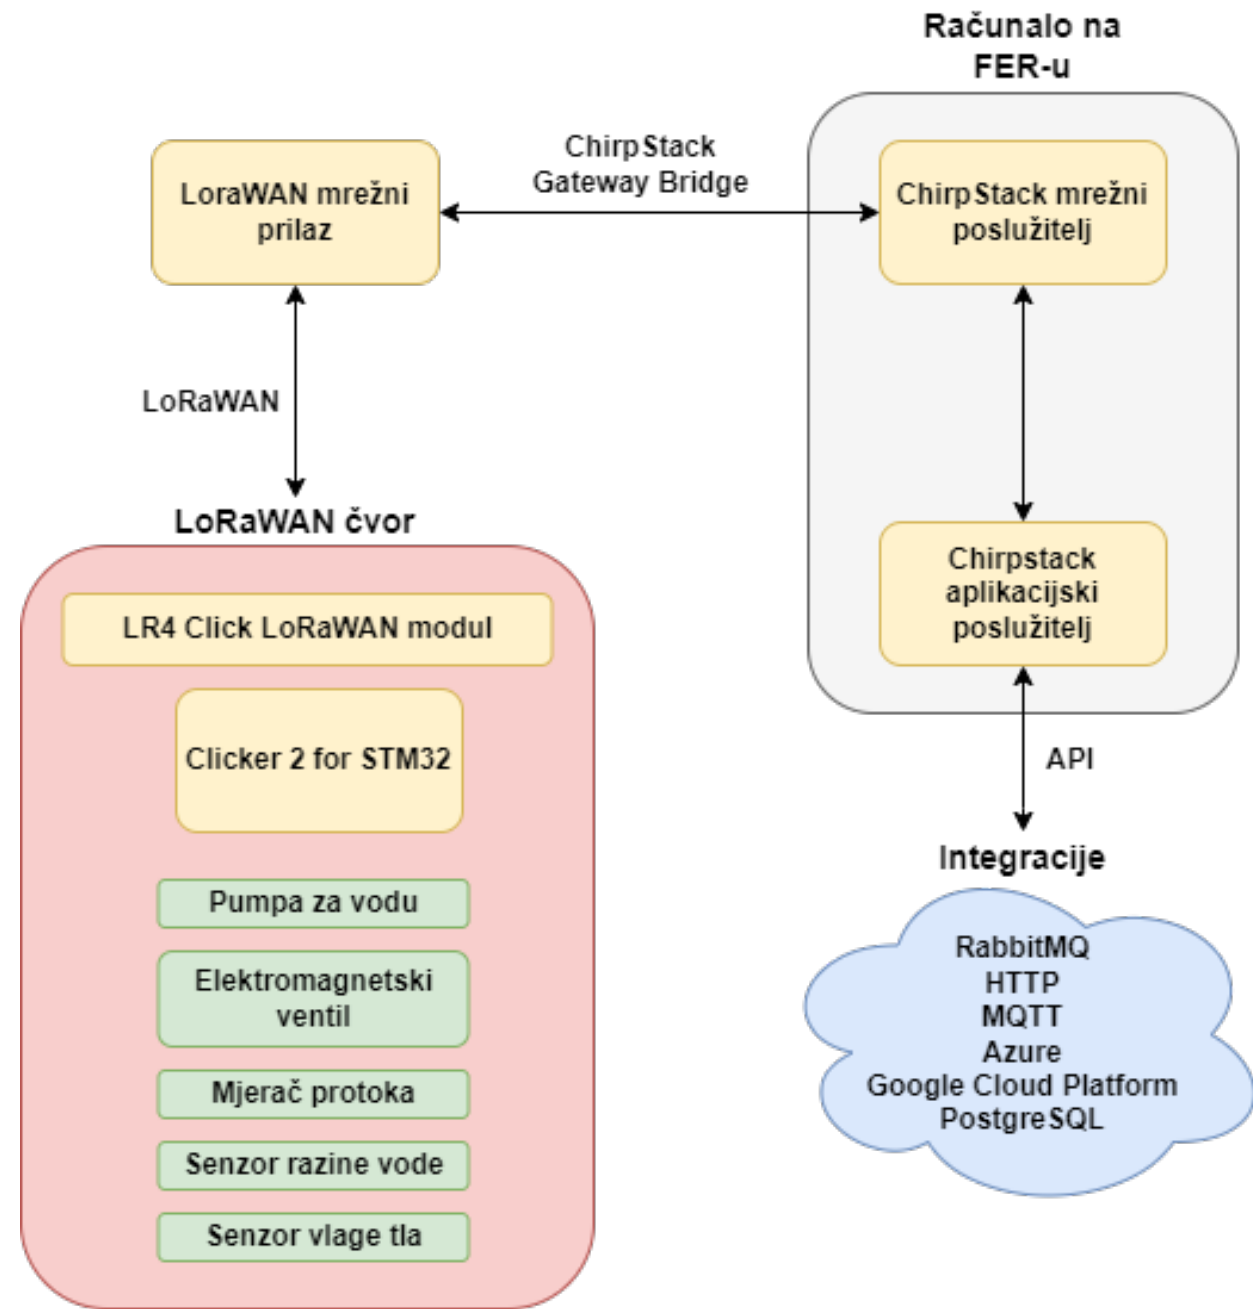 Računalo na
FER-u
ChirpStack
Gateway Bridge
LoraWAN mrežni
prilaz
ChirpStack mrežni
poslužitelj
LoRaWAN
LoRaWAN čvor
LR4 Click LoRaWAN modul
Clicker 2 for STM32
Pumpa za vodu
Elektromagnetski
ventil
Mjerač protoka
Senzor razine vode
Senzor vlage tla
Chirpstack
aplikacijski
poslužitelj
API
Integracije
RabbitMQ
HTTP
MQTT
Azure
Google Cloud Platform
PostgreSQL